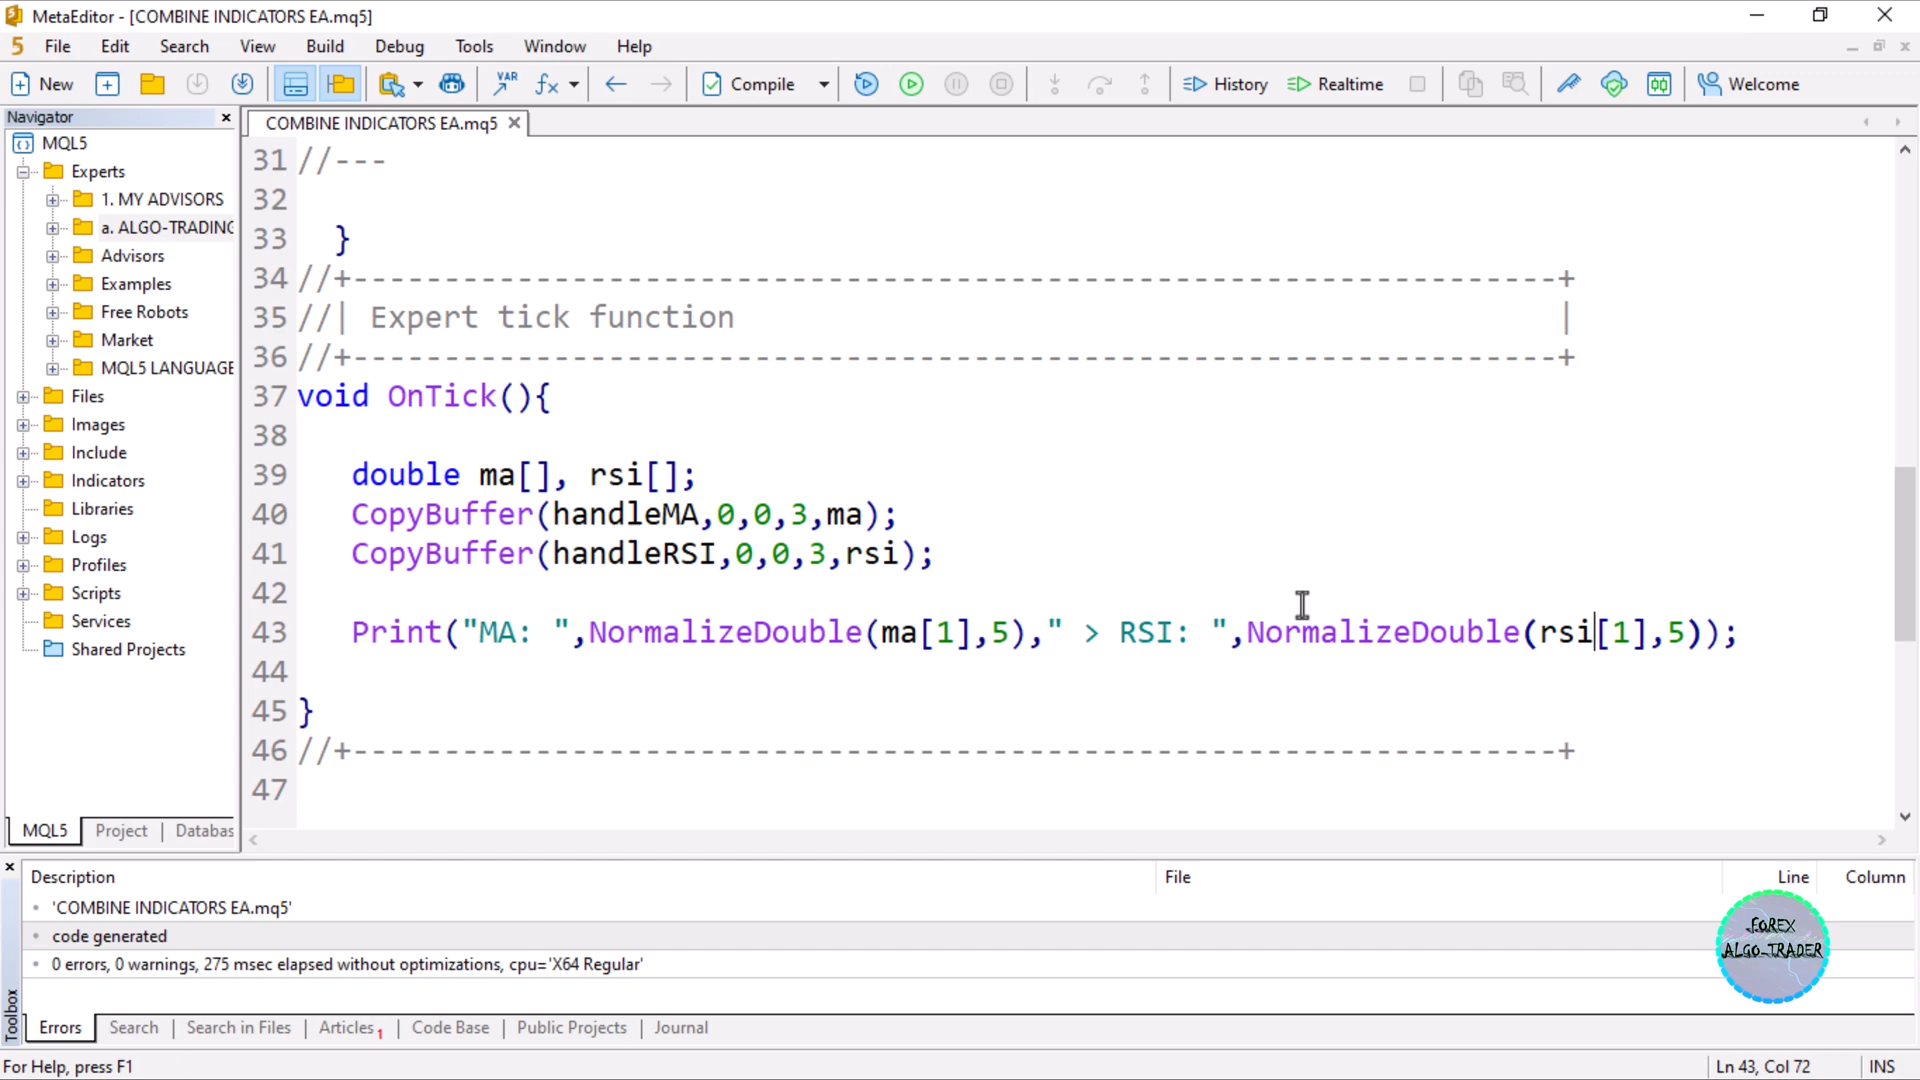 MetaEditor - [COMBINE INDICATORS EA.mq5]
5 File Edit Search View Build Debug Tools Window Help
New VAR fx Compile History Realtime Welcome
Navigator
MQL5
Experts
1. MY ADVISORS
a. ALGO-TRADING
Advisors
Examples
Free Robots
Market
MQL5 LANGUAGE
Files
Images
Include
Indicators
Libraries
Logs
Profiles
Scripts
Services
Shared Projects
MQL5 Project Databas
COMBINE INDICATORS EA.mq5
31 //---
32
33 }
34 //+------------------------------------------------------------------+
35 //| Expert tick function |
36 //+------------------------------------------------------------------+
37 void OnTick(){
38
39 double ma[], rsi[];
40 CopyBuffer(handleMA,0,0,3,ma);
41 CopyBuffer(handleRSI,0,0,3,rsi);
42
43 Print("MA: ",NormalizeDouble(ma[1],5)," > RSI: ",NormalizeDouble(rsi[1],5));
44
45 }
46 //+------------------------------------------------------------------+
47
Description File Line Column
'COMBINE INDICATORS EA.mq5'
code generated
0 errors, 0 warnings, 275 msec elapsed without optimizations, cpu='X64 Regular'
FOREX
ALGO-TRADER
Toolbox
Errors Search Search in Files Articles 1 Code Base Public Projects Journal
For Help, press F1 Ln 43, Col 72 INS